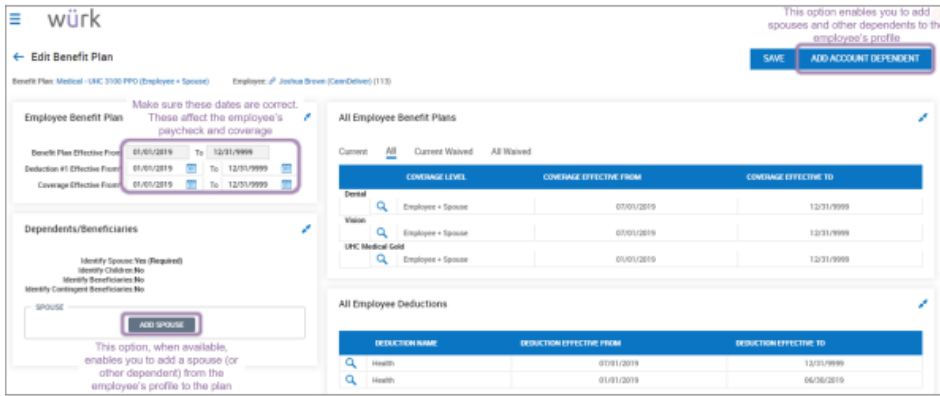 würk
This option enables you to add
spouses and other dependents to the
employee's profile
Edit Benefit Plan
SAVE ADD ACCOUNT DEPENDENT
Benefit Plan: Medical - UHC 3100 PPO (Employee + Spouse) Employee: Joshua Brown (CannDeliver) (113)
Employee Benefit Plan
Make sure these dates are correct.
These affect the employee's
paycheck and coverage
Benefit Plan Effective From: 01/01/2019 To 12/31/9999
Deduction #1 Effective From: 01/01/2019 To 12/31/9999
Coverage Effective From: 01/01/2019 To 12/31/9999
Dependents/Beneficiaries
Identify Spouse: Yes (Required)
Identify Children: No
Identify Beneficiaries: No
Identify Contingent Beneficiaries: No
SPOUSE
ADD SPOUSE
This option, when available,
enables you to add a spouse (or
other dependent) from the
employee's profile to the plan
All Employee Benefit Plans
Current All Current Waived All Waived
COVERAGE LEVEL COVERAGE EFFECTIVE FROM COVERAGE EFFECTIVE TO
Dental
Employee + Spouse 07/01/2019 12/31/9999
Vision
Employee + Spouse 07/01/2019 12/31/9999
UHC Medical Gold
Employee + Spouse 01/01/2019 12/31/9999
All Employee Deductions
DEDUCTION NAME DEDUCTION EFFECTIVE FROM DEDUCTION EFFECTIVE TO
Health 07/01/2019 12/31/9999
Health 01/01/2019 06/30/2019